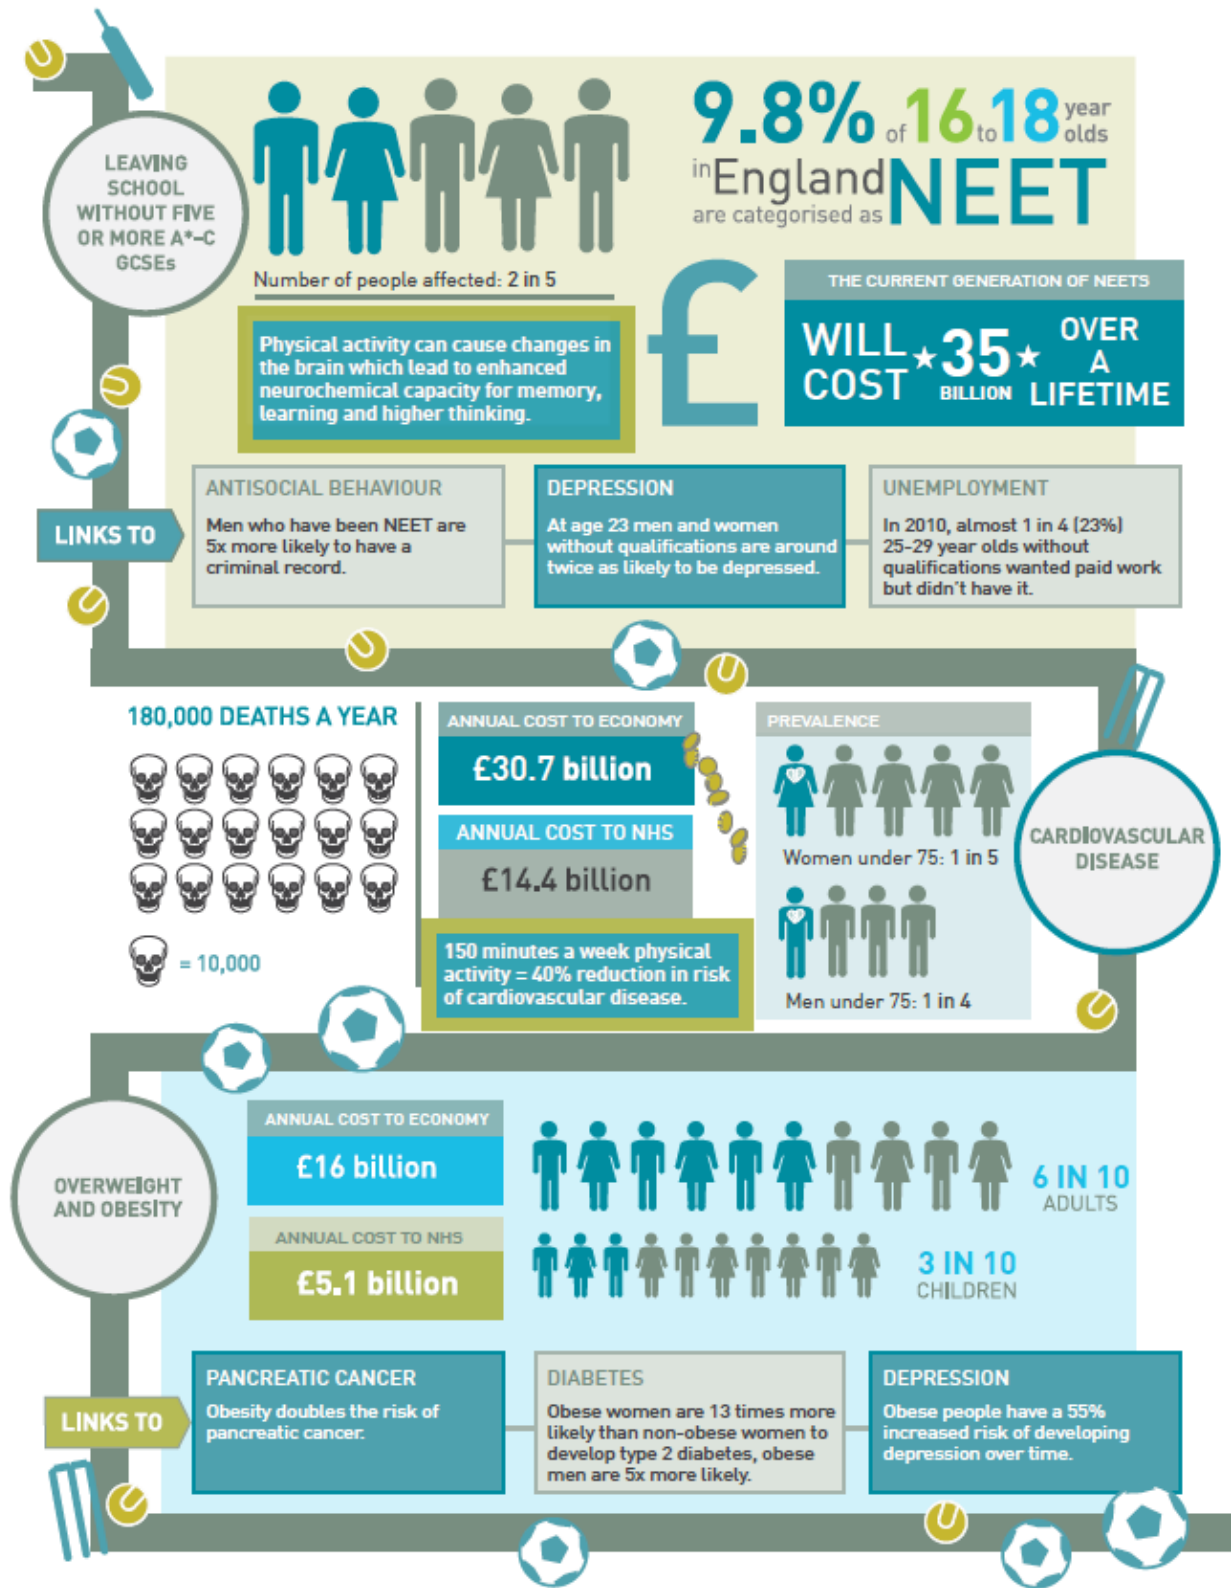 LEAVING
SCHOOL
WITHOUT FIVE
OR MORE A*–C
GCSEs
Number of people affected: 2 in 5
9.8% of 16 to 18 year olds
in England NEET
are categorised as
Physical activity can cause changes in
the brain which lead to enhanced
neurochemical capacity for memory,
learning and higher thinking.
£
THE CURRENT GENERATION OF NEETS
WILL COST ★ 35 BILLION ★ OVER A LIFETIME
LINKS TO
ANTISOCIAL BEHAVIOUR
Men who have been NEET are
5x more likely to have a
criminal record.
DEPRESSION
At age 23 men and women
without qualifications are around
twice as likely to be depressed.
UNEMPLOYMENT
In 2010, almost 1 in 4 (23%)
25-29 year olds without
qualifications wanted paid work
but didn't have it.
180,000 DEATHS A YEAR
= 10,000
ANNUAL COST TO ECONOMY
£30.7 billion
ANNUAL COST TO NHS
£14.4 billion
150 minutes a week physical
activity = 40% reduction in risk
of cardiovascular disease.
PREVALENCE
Women under 75: 1 in 5
Men under 75: 1 in 4
CARDIOVASCULAR
DISEASE
OVERWEIGHT
AND OBESITY
ANNUAL COST TO ECONOMY
£16 billion
ANNUAL COST TO NHS
£5.1 billion
6 IN 10
ADULTS
3 IN 10
CHILDREN
LINKS TO
PANCREATIC CANCER
Obesity doubles the risk of
pancreatic cancer.
DIABETES
Obese women are 13 times more
likely than non-obese women to
develop type 2 diabetes, obese
men are 5x more likely.
DEPRESSION
Obese people have a 55%
increased risk of developing
depression over time.